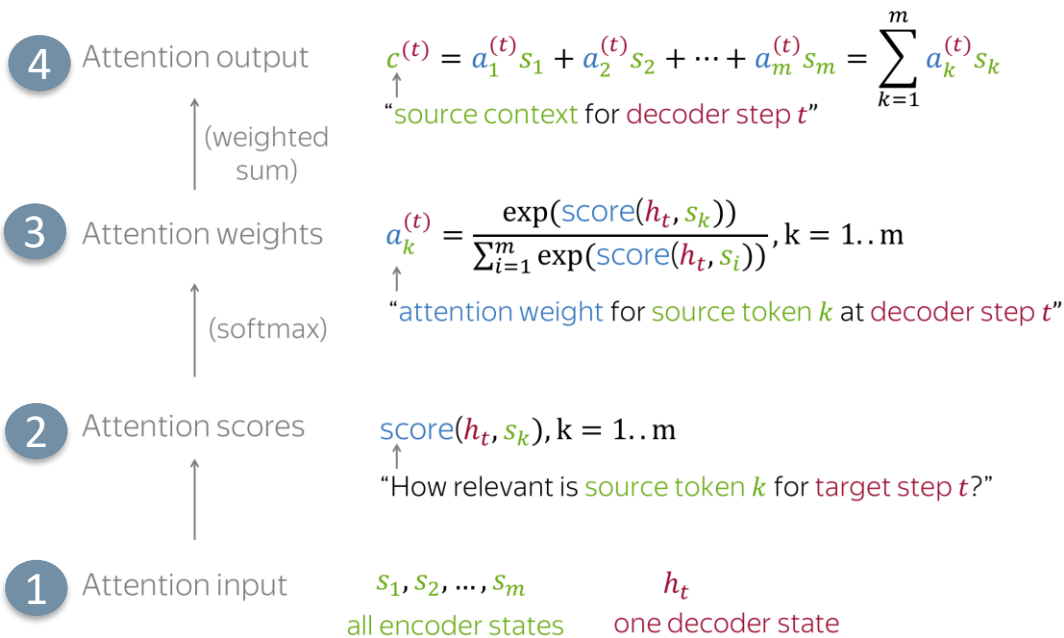 4 Attention output c^(t) = a_1^(t) s_1 + a_2^(t) s_2 + ⋯ + a_m^(t) s_m = ∑_{k=1}^{m} a_k^(t) s_k
“source context for decoder step t”
(weighted
sum)
3 Attention weights a_k^(t) = exp(score(h_t, s_k)) / ∑_{i=1}^{m} exp(score(h_t, s_i)), k = 1..m
“attention weight for source token k at decoder step t”
(softmax)
2 Attention scores score(h_t, s_k), k = 1..m
“How relevant is source token k for target step t?”
1 Attention input s_1, s_2, …, s_m h_t
all encoder states one decoder state